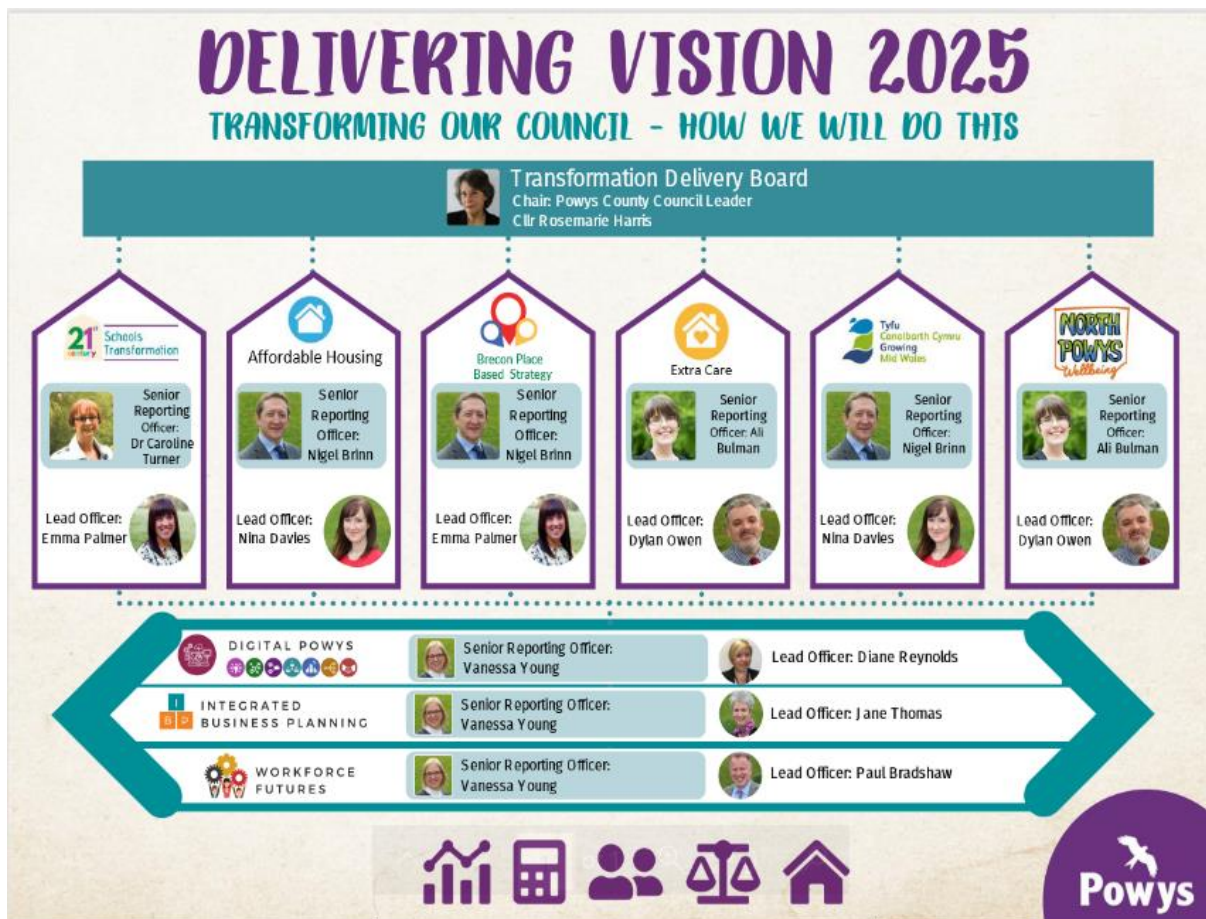 DELIVERING VISION 2025
TRANSFORMING OUR COUNCIL - HOW WE WILL DO THIS
Transformation Delivery Board
Chair: Powys County Council Leader
Cllr Rosemarie Harris
21st century
Schools
Transformation
Senior
Reporting
Officer:
Dr Caroline
Turner
Lead Officer:
Emma Palmer
Affordable Housing
Senior
Reporting
Officer:
Nigel Brinn
Lead Officer:
Nina Davies
Brecon Place
Based Strategy
Senior
Reporting
Officer:
Nigel Brinn
Lead Officer:
Emma Palmer
Extra Care
Senior
Reporting
Officer: Ali
Bulman
Lead Officer:
Dylan Owen
Tyfu
Canolbarth Cymru
Growing
Mid Wales
Senior
Reporting
Officer:
Nigel Brinn
Lead Officer:
Nina Davies
NORTH
POWYS
Wellbeing
Senior
Reporting
Officer:
Ali Bulman
Lead Officer:
Dylan Owen
DIGITAL POWYS
Senior Reporting Officer:
Vanessa Young
Lead Officer: Diane Reynolds
I
B P
INTEGRATED
BUSINESS PLANNING
Senior Reporting Officer:
Vanessa Young
Lead Officer: Jane Thomas
WORKFORCE
FUTURES
Senior Reporting Officer:
Vanessa Young
Lead Officer: Paul Bradshaw
Powys